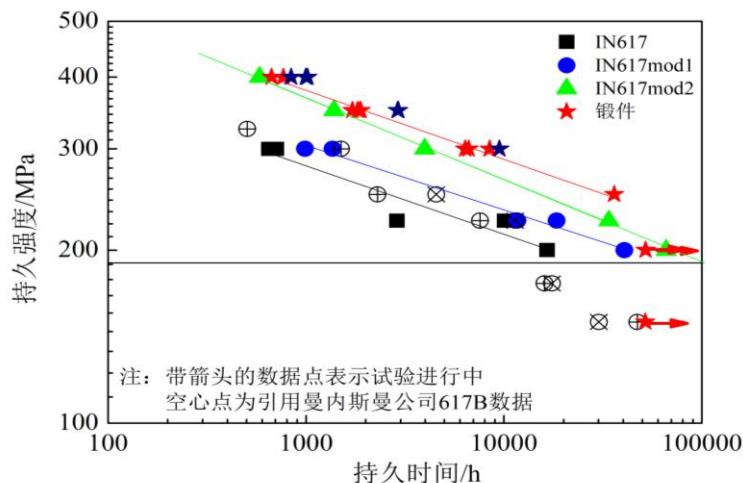 500
400
300
200
100
持久强度/MPa
IN617
IN617mod1
IN617mod2
锻件
注：带箭头的数据点表示试验进行中
空心点为引用曼内斯曼公司617B数据
100
1000
10000
100000
持久时间/h